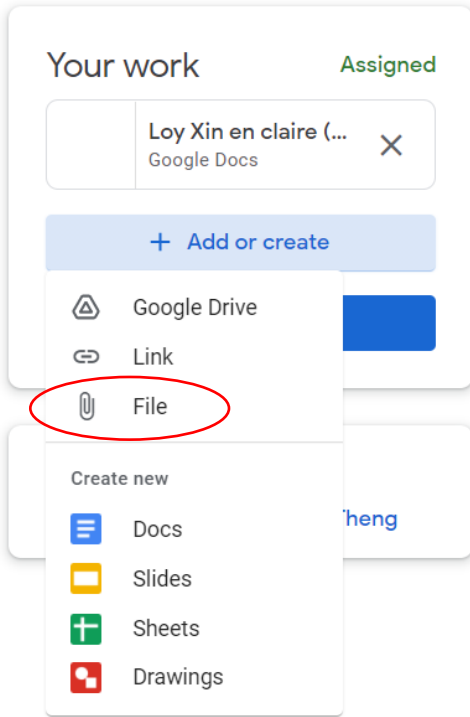 Your work
Assigned
Loy Xin en claire (...
Google Docs
+ Add or create
Google Drive
Link
File
Create new
Docs
heng
Slides
Sheets
Drawings